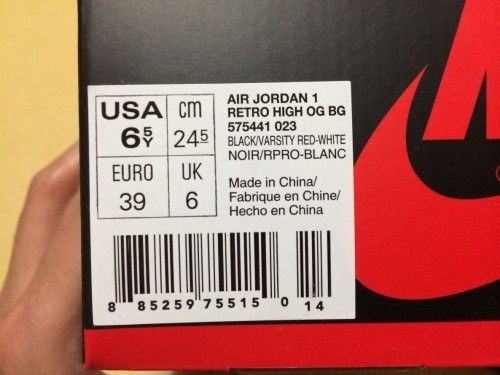 USA cm
6 5Y 24 5
EURO UK
39 6
AIR JORDAN 1
RETRO HIGH OG BG
575441 023
BLACK/VARSITY RED-WHITE
NOIR/RPRO-BLANC
Made in China/
Fabrique en Chine/
Hecho en China
8 85259 75515 0 14